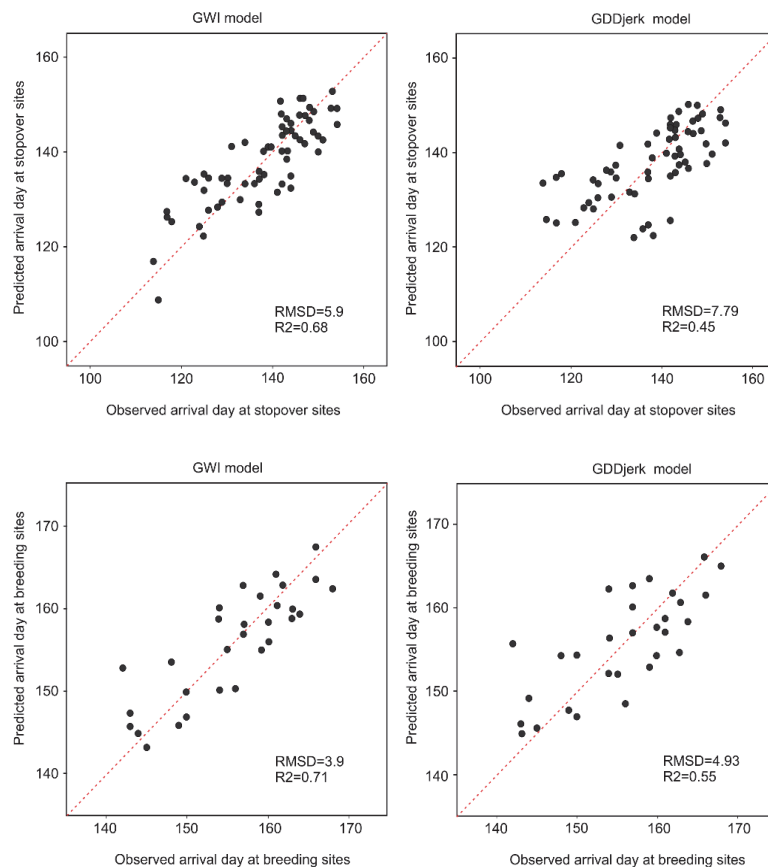 GWI model
GDDjerk model
Predicted arrival day at stopover sites
160
140
120
100
RMSD=5.9
R2=0.68
100
120
140
160
Observed arrival day at stopover sites
Predicted arrival day at stopover sites
160
140
120
100
RMSD=7.79
R2=0.45
100
120
140
160
Observed arrival day at stopover sites
GWI model
GDDjerk model
Predicted arrival day at breeding sites
170
160
150
140
RMSD=3.9
R2=0.71
140
150
160
170
Observed arrival day at breeding sites
Predicted arrival day at breeding sites
170
160
150
140
RMSD=4.93
R2=0.55
140
150
160
170
Observed arrival day at breeding sites